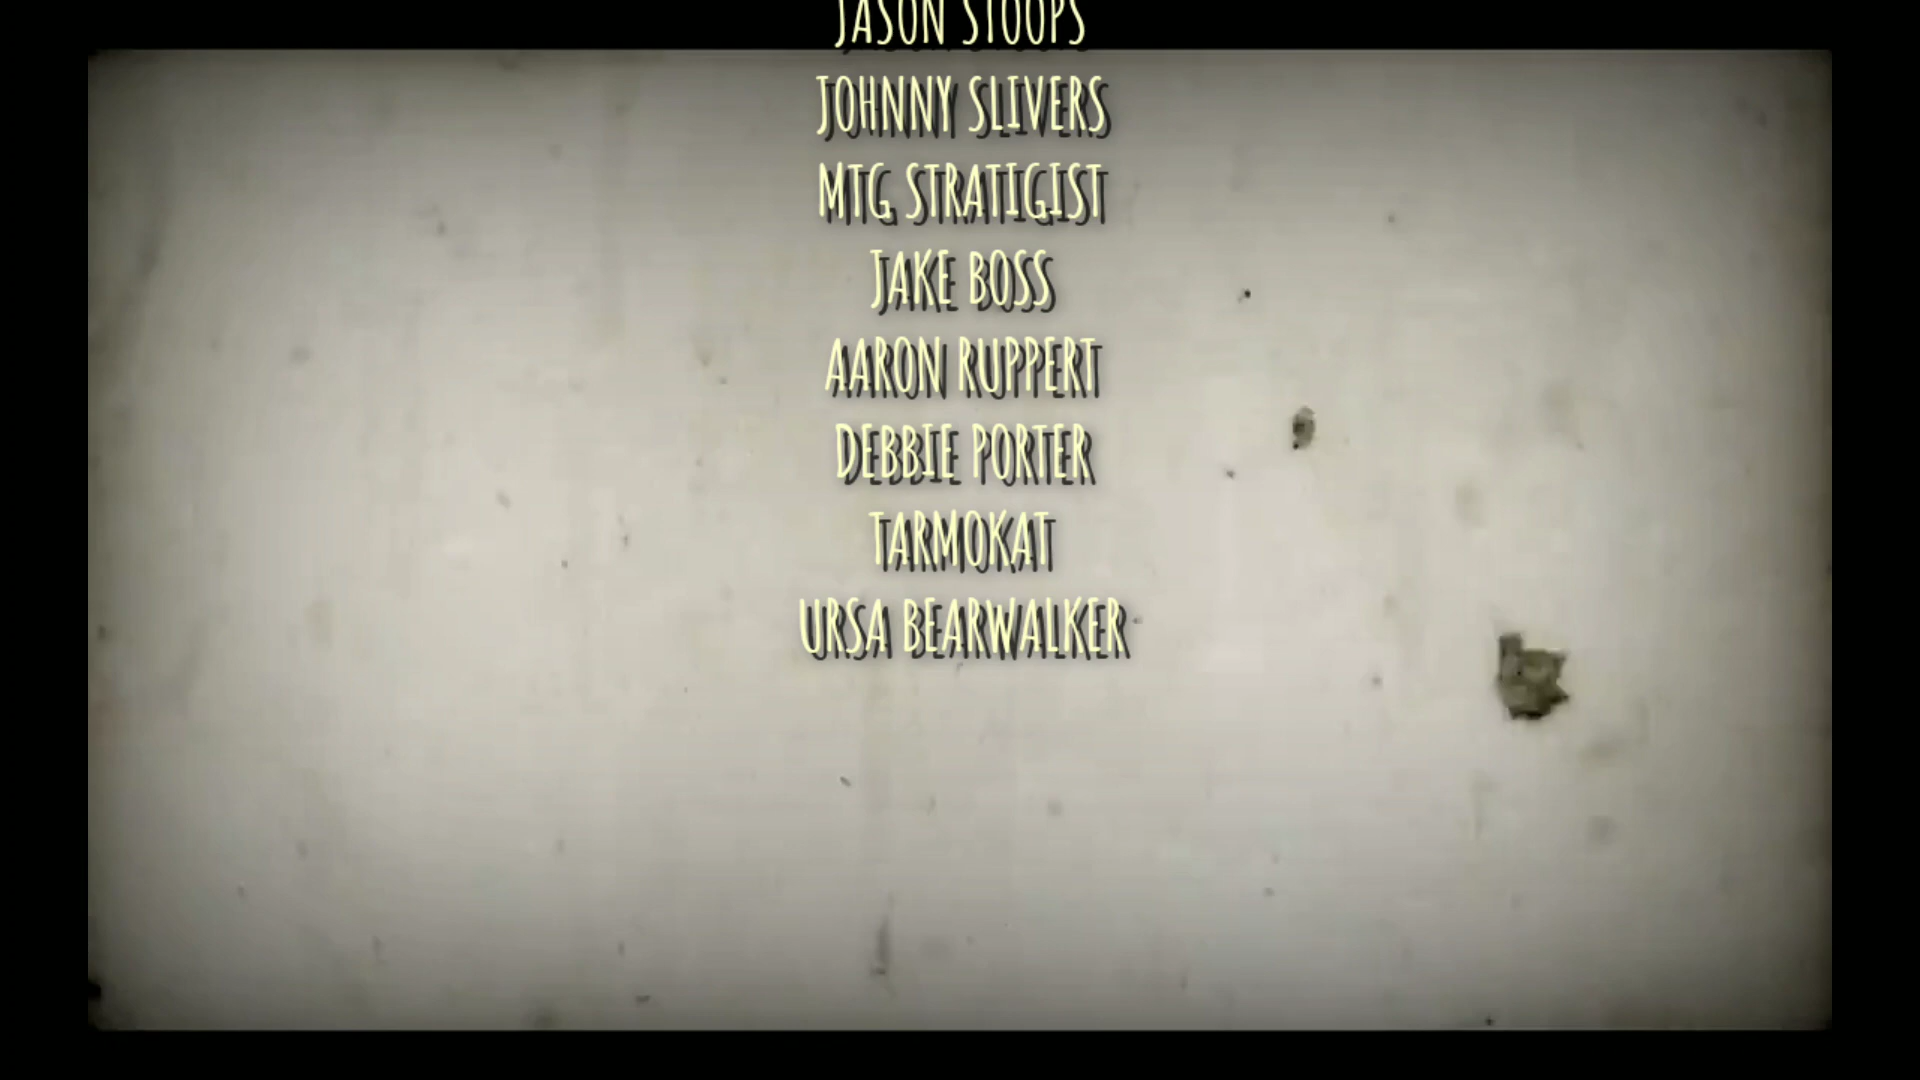 JASON STOOPS
JOHNNY SLIVERS
MTG STRATIGIST
JAKE BOSS
AARON RUPPERT
DEBBIE PORTER
TARMOKAT
URSA BEARWALKER